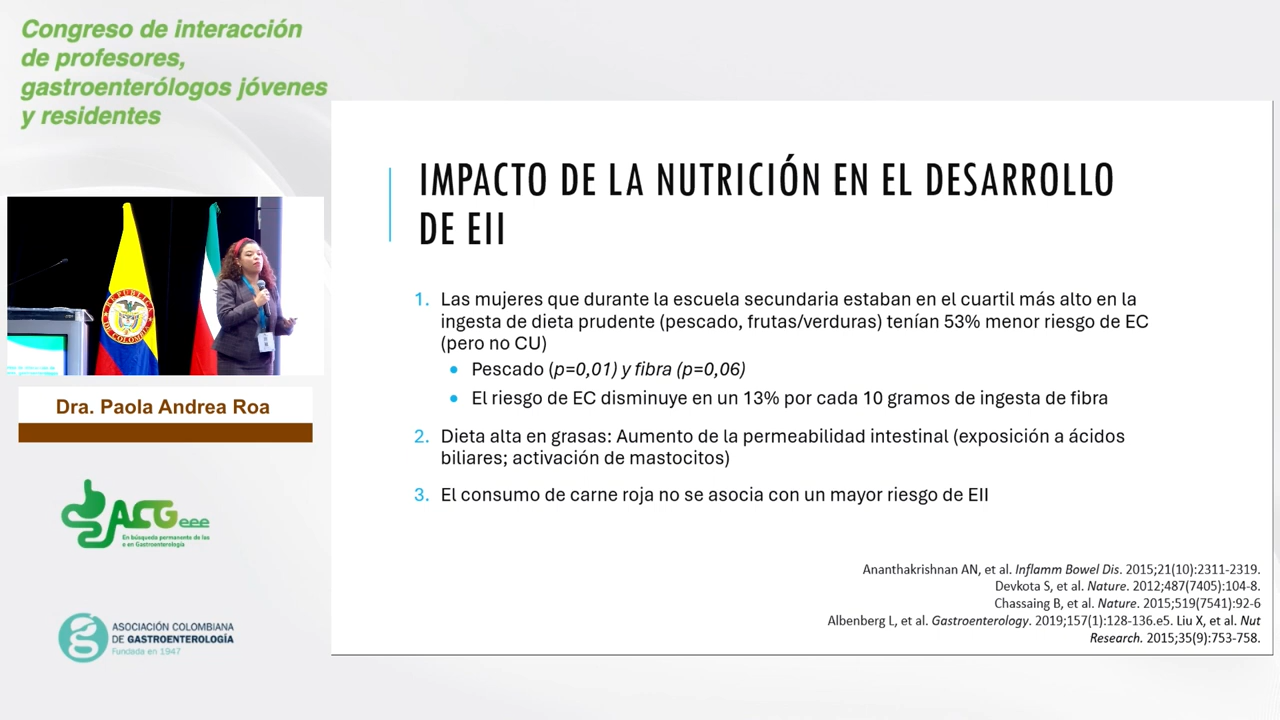 Congreso de interacción
de profesores,
gastroenterólogos jóvenes
y residentes
IMPACTO DE LA NUTRICIÓN EN EL DESARROLLO
DE EII
1. Las mujeres que durante la escuela secundaria estaban en el cuartil más alto en la
ingesta de dieta prudente (pescado, frutas/verduras) tenían 53% menor riesgo de EC
(pero no CU)
• Pescado (p=0,01) y fibra (p=0,06)
• El riesgo de EC disminuye en un 13% por cada 10 gramos de ingesta de fibra
2. Dieta alta en grasas: Aumento de la permeabilidad intestinal (exposición a ácidos
biliares; activación de mastocitos)
3. El consumo de carne roja no se asocia con un mayor riesgo de EII
Ananthakrishnan AN, et al. Inflamm Bowel Dis. 2015;21(10):2311-2319.
Devkota S, et al. Nature. 2012;487(7405):104-8.
Chassaing B, et al. Nature. 2015;519(7541):92-6
Albenberg L, et al. Gastroenterology. 2019;157(1):128-136.e5. Liu X, et al. Nut
Research. 2015;35(9):753-758.
Dra. Paola Andrea Roa
ACGeee
En búsqueda permanente de las
e en Gastroenterología
ASOCIACIÓN COLOMBIANA
DE GASTROENTEROLOGÍA
Fundada en 1947